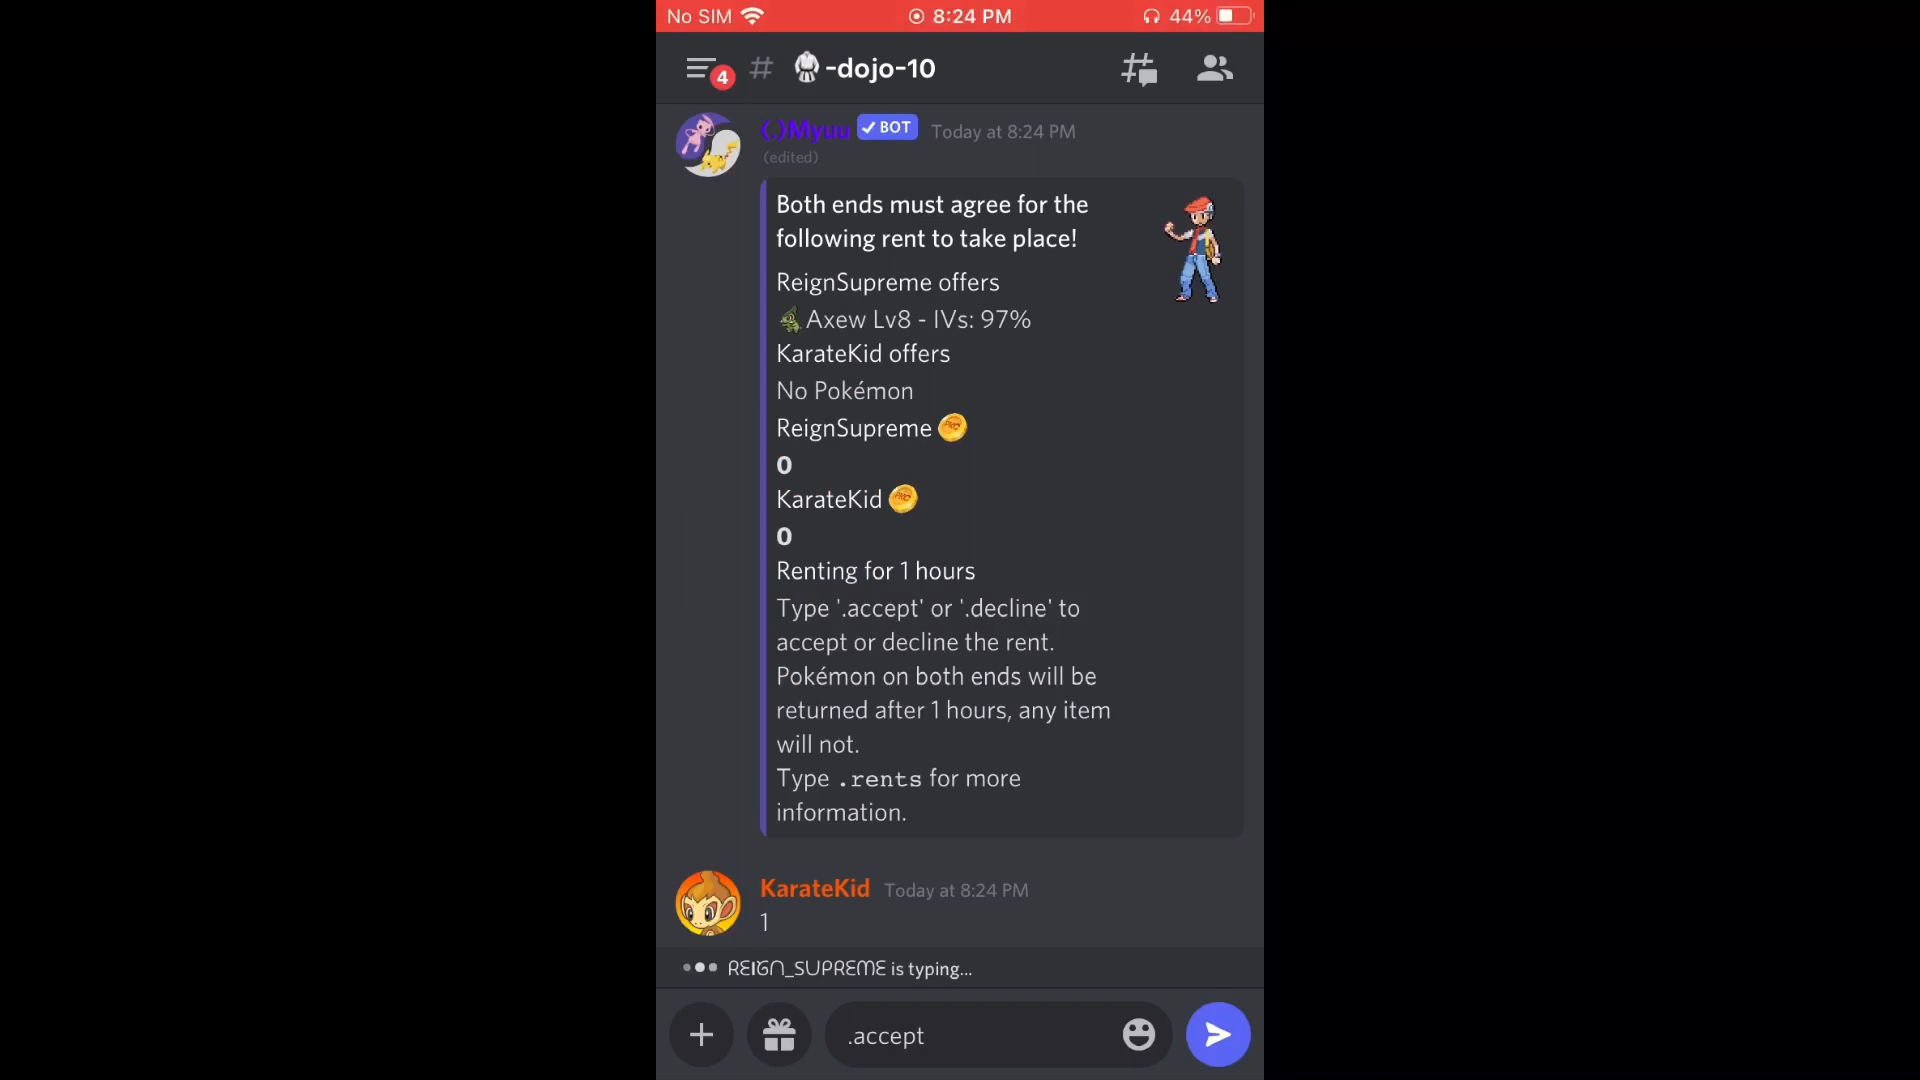 No SIM 8:24 PM 44%
4 # -dojo-10
(.)Myuu BOT Today at 8:24 PM
(edited)
Both ends must agree for the
following rent to take place!
ReignSupreme offers
Axew Lv8 - IVs: 97%
KarateKid offers
No Pokémon
ReignSupreme
0
KarateKid
0
Renting for 1 hours
Type '.accept' or '.decline' to
accept or decline the rent.
Pokémon on both ends will be
returned after 1 hours, any item
will not.
Type .rents for more
information.
KarateKid Today at 8:24 PM
1
REIGN_SUPREME is typing...
.accept